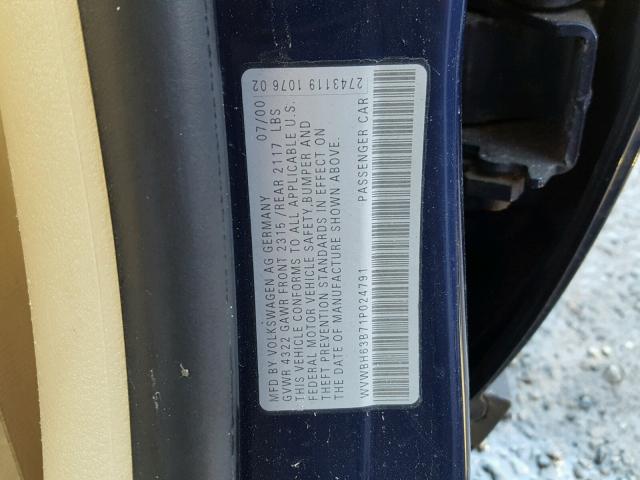 MFD BY VOLKSWAGEN AG GERMANY 07/00
GVWR 4322 GAWR FRONT 2315 /REAR 2117 LBS
THIS VEHICLE CONFORMS TO ALL APPLICABLE U.S.
FEDERAL MOTOR VEHICLE SAFETY,BUMPER AND
THEFT PREVENTION STANDARDS IN EFFECT ON
THE DATE OF MANUFACTURE SHOWN ABOVE.
WVWBH63B71P024791 PASSENGER CAR
2743119 1076 02